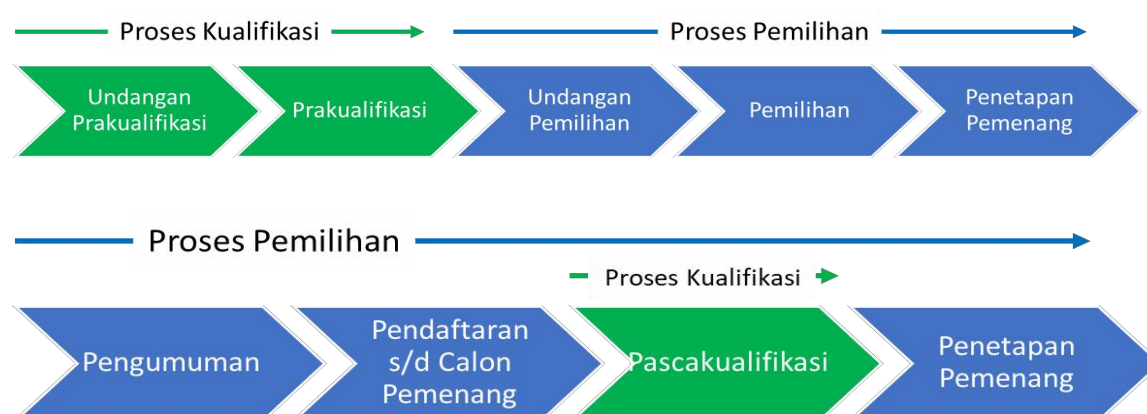 Proses Kualifikasi
Proses Pemilihan
Undangan
Prakualifikasi
Prakualifikasi
Undangan
Pemilihan
Pemilihan
Penetapan
Pemenang
Proses Pemilihan
Proses Kualifikasi
Pengumuman
Pendaftaran
s/d Calon
Pemenang
Pascakualifikasi
Penetapan
Pemenang